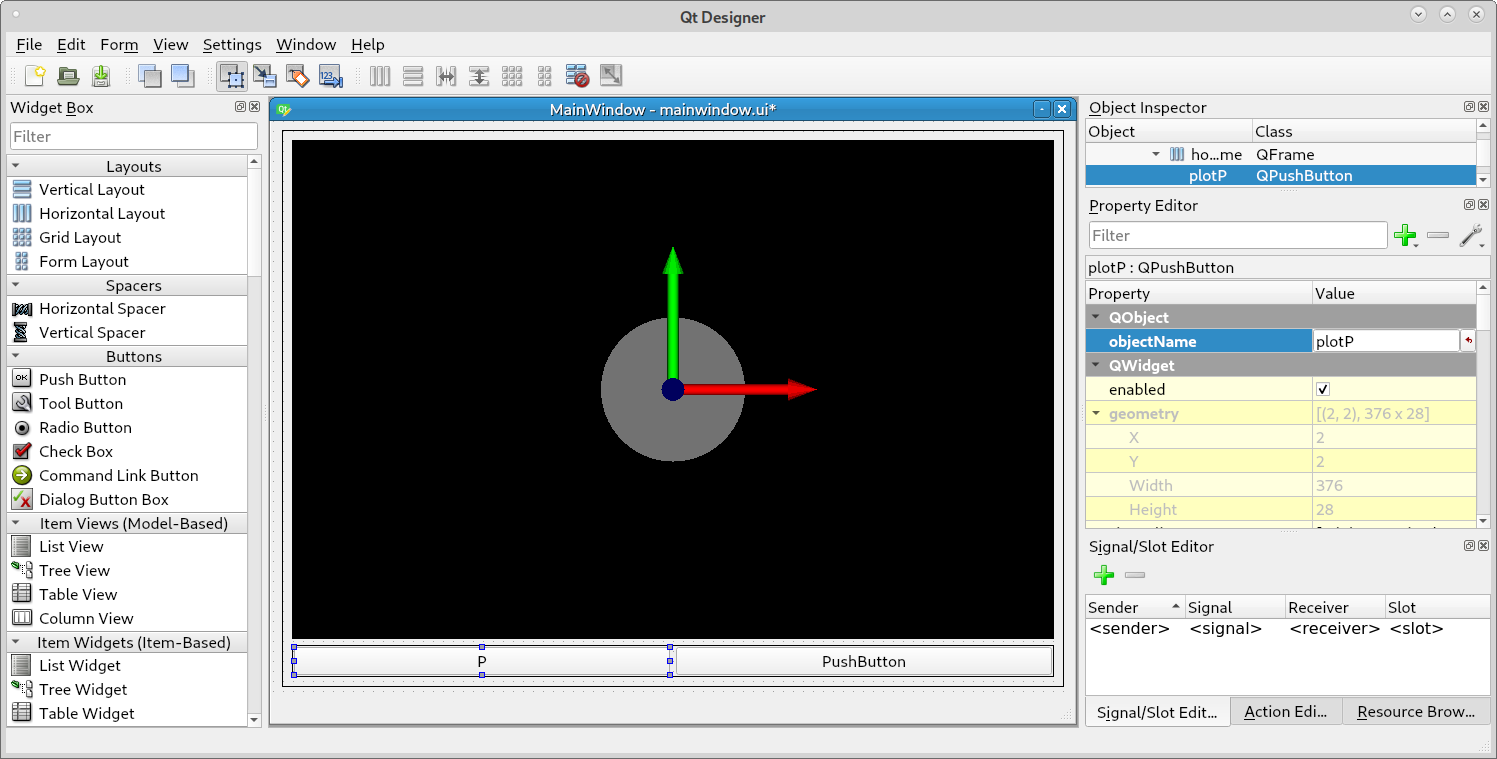 Qt Designer
File Edit Form View Settings Window Help
123
Widget Box
Filter
Layouts
Vertical Layout
Horizontal Layout
Grid Layout
Form Layout
Spacers
Horizontal Spacer
Vertical Spacer
Buttons
OK Push Button
Tool Button
Radio Button
Check Box
Command Link Button
Dialog Button Box
Item Views (Model-Based)
List View
Tree View
Table View
Column View
Item Widgets (Item-Based)
List Widget
Tree Widget
Table Widget
Qt MainWindow - mainwindow.ui*
P PushButton
Object Inspector
Object Class
ho...me QFrame
plotP QPushButton
Property Editor
Filter
plotP : QPushButton
Property Value
QObject
objectName plotP
QWidget
enabled
geometry [(2, 2), 376 x 28]
X 2
Y 2
Width 376
Height 28
Signal/Slot Editor
Sender Signal Receiver Slot
<sender> <signal> <receiver> <slot>
Signal/Slot Edit... Action Edi... Resource Brow...